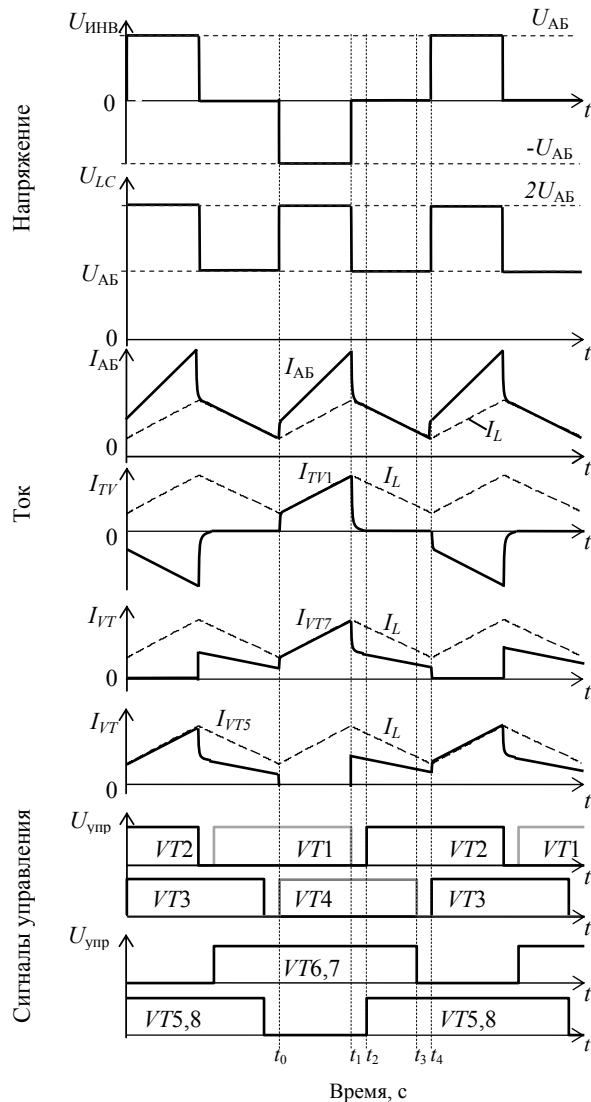 Напряжение
Ток
Сигналы управления
U_ИНВ
U_АБ
0
t
-U_АБ
U_LC
2U_АБ
U_АБ
0
t
I_АБ
I_АБ
I_L
0
t
I_TV
I_TV1
I_L
0
t
I_VT
I_VT7
I_L
0
t
I_VT
I_VT5
I_L
0
t
U_упр
VT2
VT1
VT2
VT1
t
VT3
VT4
VT3
t
U_упр
VT6,7
t
VT5,8
VT5,8
t
t_0
t_1
t_2
t_3
t_4
Время, с